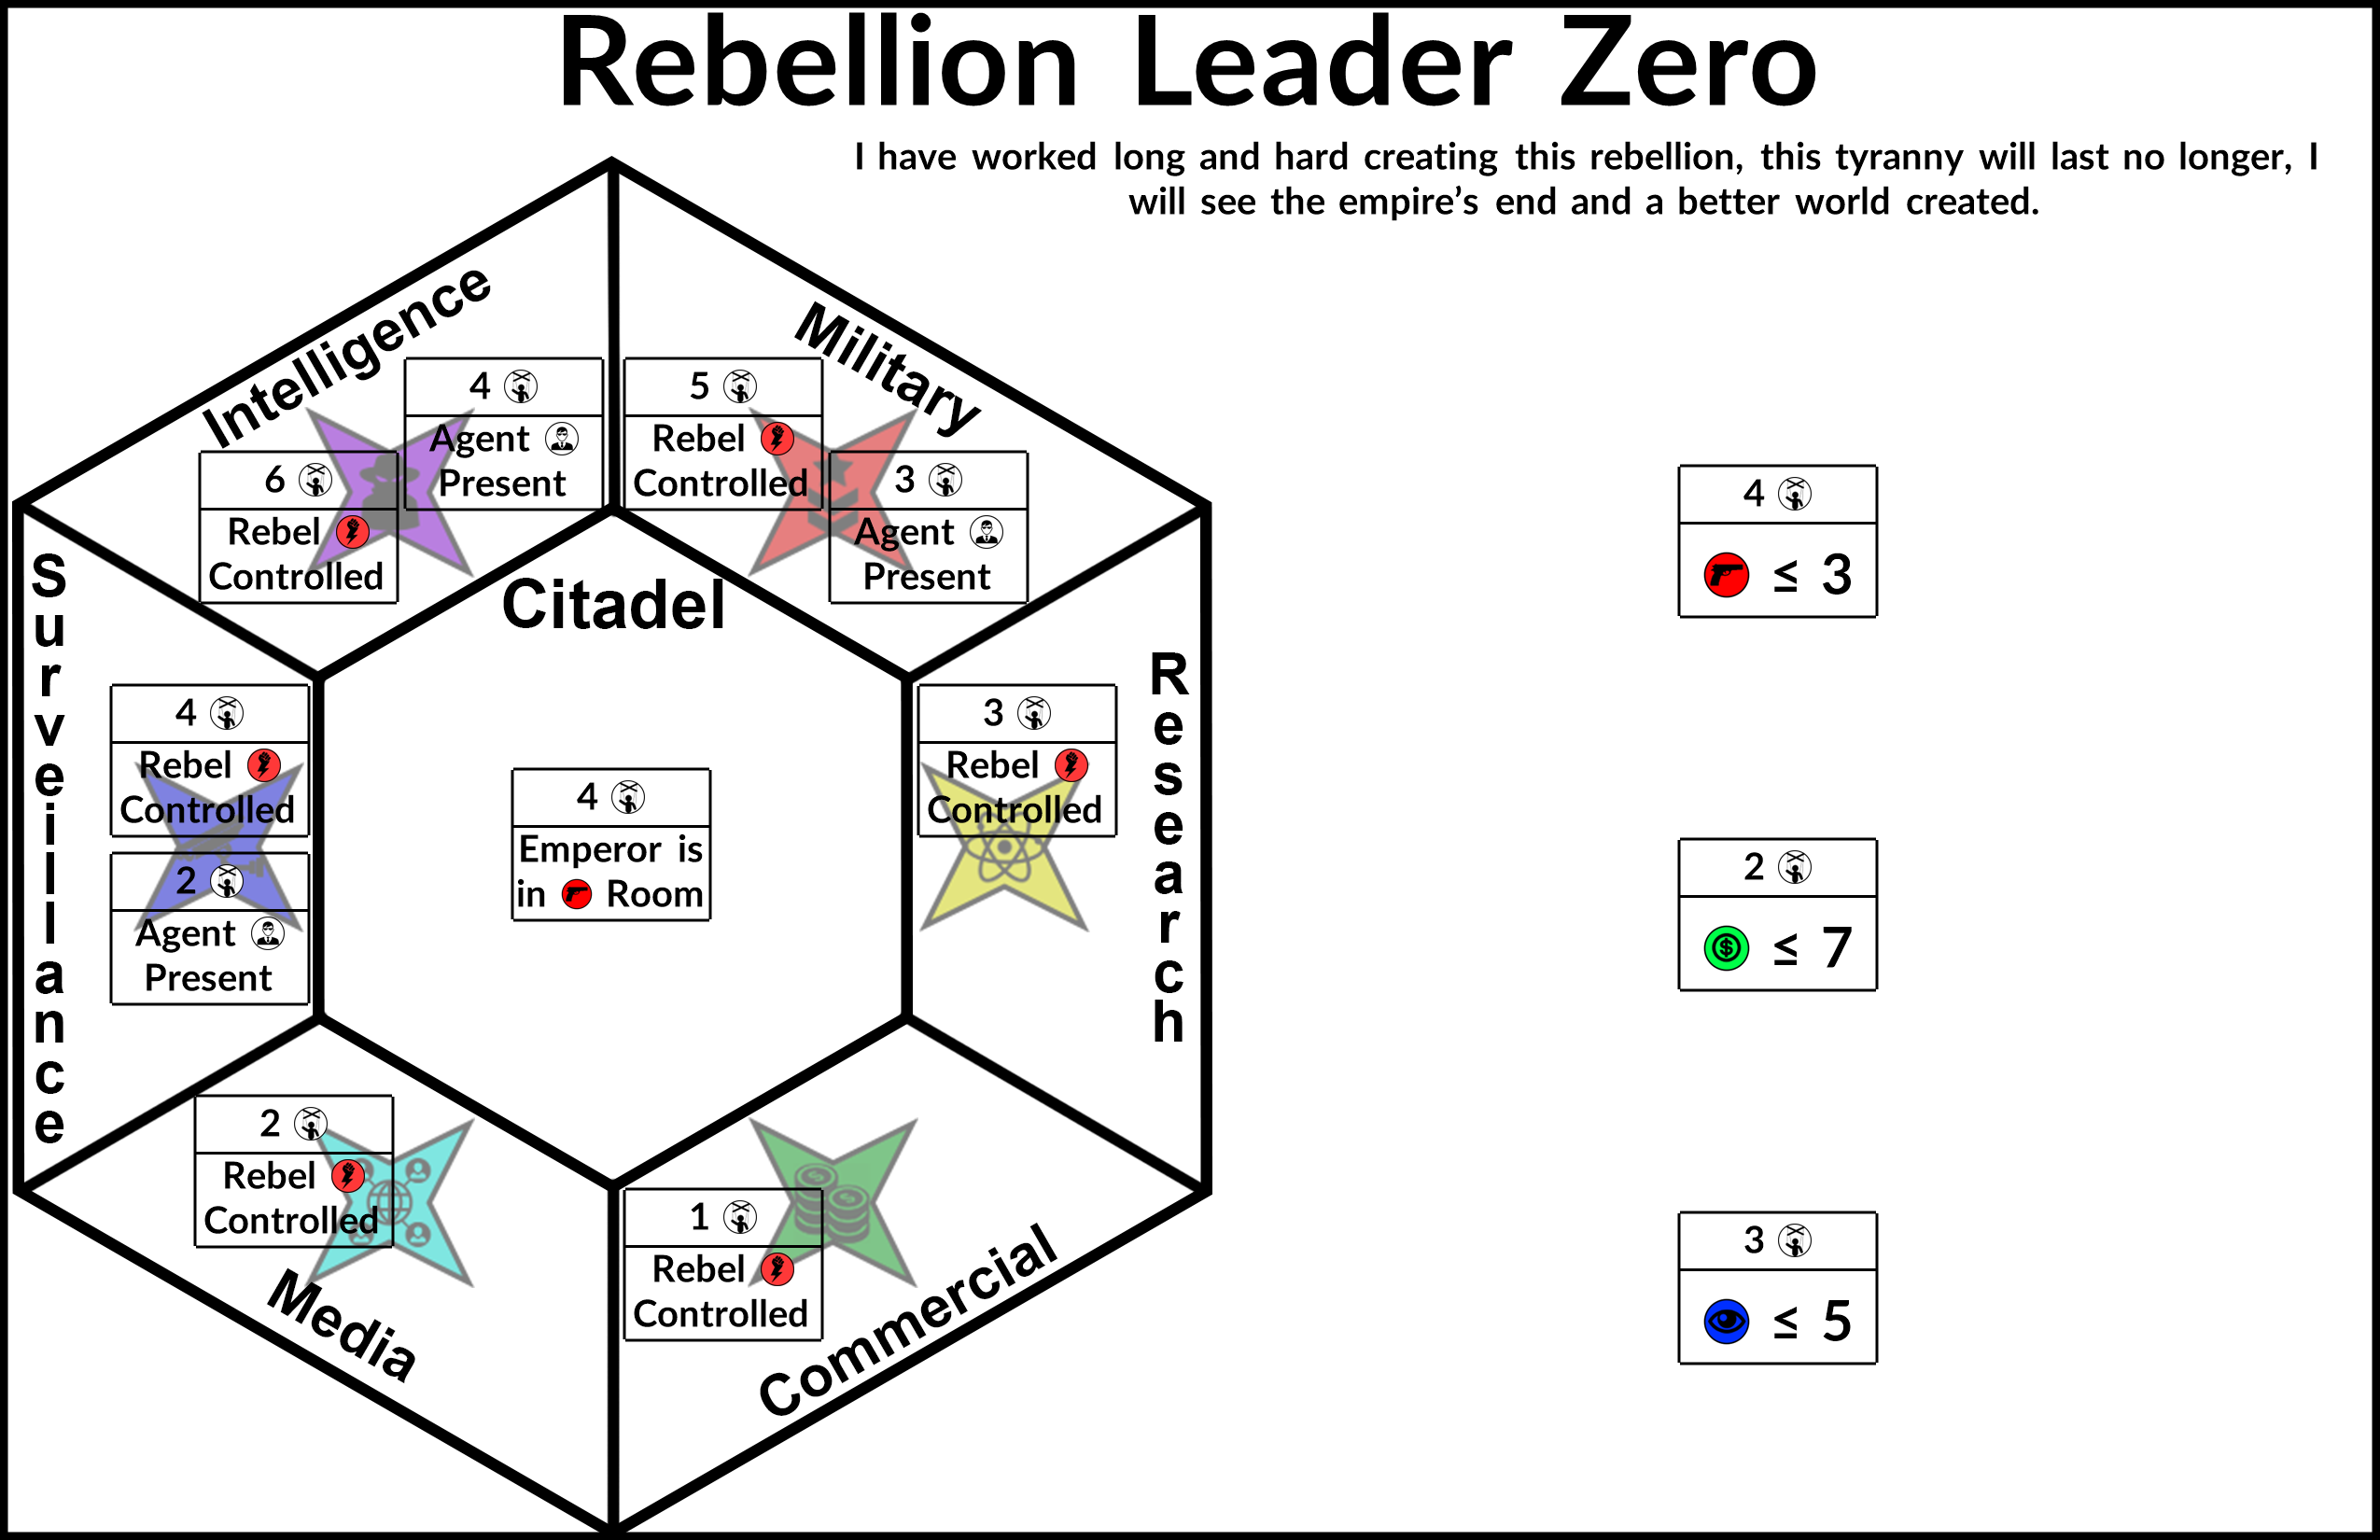 Rebellion Leader Zero
I have worked long and hard creating this rebellion, this tyranny will last no longer, I
will see the empire’s end and a better world created.
Intelligence
6
Rebel
Controlled
4
Agent
Present
Military
5
Rebel
Controlled
3
Agent
Present
Surveillance
4
Rebel
Controlled
2
Agent
Present
Citadel
4
Emperor is
in Room
Research
3
Rebel
Controlled
Media
2
Rebel
Controlled
Commercial
1
Rebel
Controlled
4
≤ 3
2
$ ≤ 7
3
≤ 5